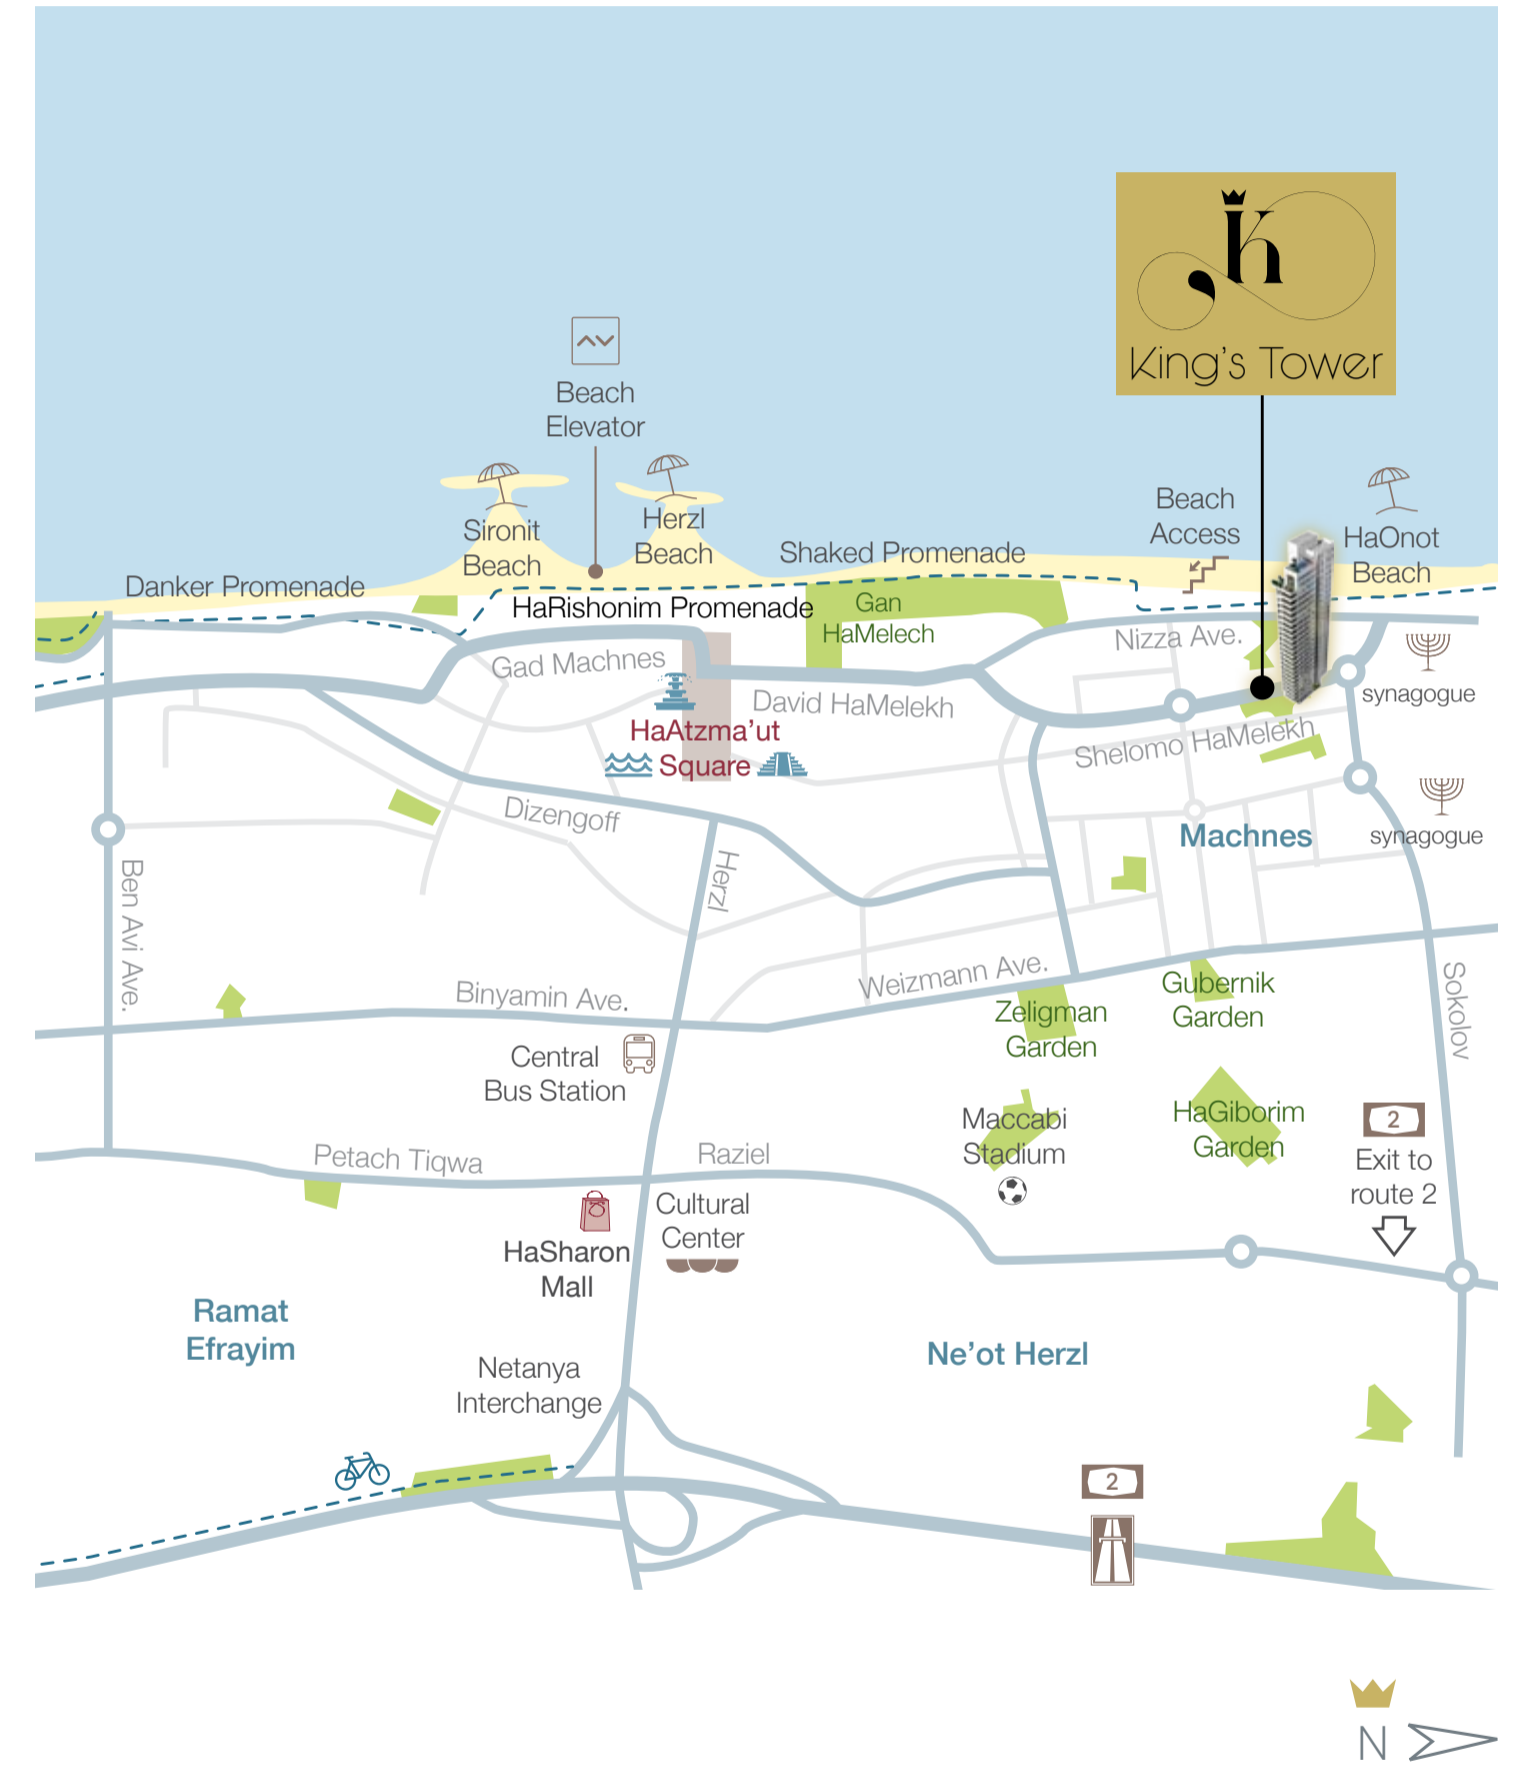 k
King's Tower
Beach
Elevator
Sironit
Beach
Herzl
Beach
Beach
Access
HaOnot
Beach
Danker Promenade
Shaked Promenade
HaRishonim Promenade
Gan
HaMelech
Nizza Ave.
Gad Machnes
David HaMelekh
synagogue
HaAtzma'ut
Square
Shelomo HaMelekh
Dizengoff
Machnes
synagogue
Herzl
Ben Avi Ave.
Binyamin Ave.
Weizmann Ave.
Zeligman
Garden
Gubernik
Garden
Sokolov
Central
Bus Station
Maccabi
Stadium
HaGiborim
Garden
2
Exit to
route 2
Petach Tiqwa
Raziel
HaSharon
Mall
Cultural
Center
Ramat
Efrayim
Ne'ot Herzl
Netanya
Interchange
2
N